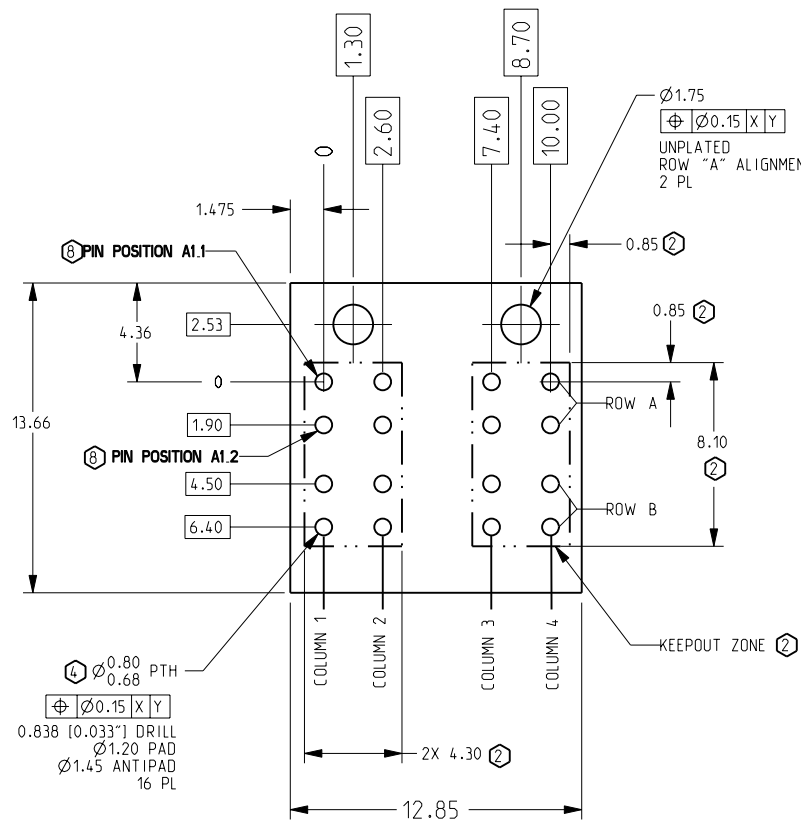 1.30
8.70
0
2.60
7.40
10.00
Ø1.75
⌖ Ø0.15 X Y
UNPLATED
ROW "A" ALIGNMEN
2 PL
1.475
0.85 2
8 PIN POSITION A1.1
4.36
2.53
0.85 2
0
ROW A
13.66
1.90
8.10
2
8 PIN POSITION A1.2
4.50
ROW B
6.40
COLUMN 1
COLUMN 2
COLUMN 3
COLUMN 4
KEEPOUT ZONE 2
4 Ø0.80 PTH
0.68
⌖ Ø0.15 X Y
0.838 [0.033"] DRILL
Ø1.20 PAD
Ø1.45 ANTIPAD
16 PL
2X 4.30 2
12.85